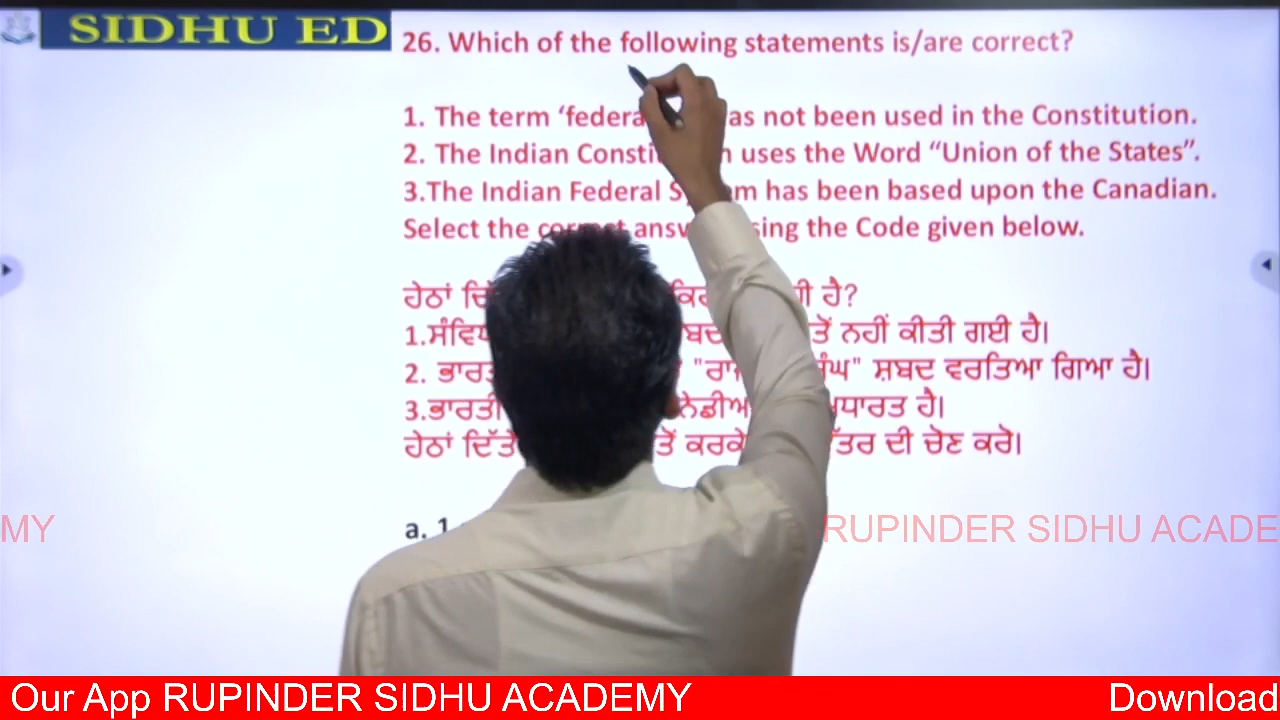 SIDHU ED
26. Which of the following statements is/are correct?
1. The term ‘federa as not been used in the Constitution.
2. The Indian Consti n uses the Word “Union of the States”.
3.The Indian Federal S m has been based upon the Canadian.
Select the correct answ sing the Code given below.
ਹੇਠਾਂ ਹੈ?
1. ਤੋਂ ਨਹੀਂ ਕੀਤੀ ਗਈ ਹੈ।
2. ਸ਼ਬਦ ਵਰਤਿਆ ਗਿਆ ਹੈ।
3.ਭਾਰਤੀ ਹੈ।
ਹੇਠਾਂ ਦਿੱਤੇ ਤੋਂ ਕਰਕੇ ਦੀ ਚੋਣ ਕਰੋ।
a. 1
MY RUPINDER SIDHU ACADE
Our App RUPINDER SIDHU ACADEMY Download